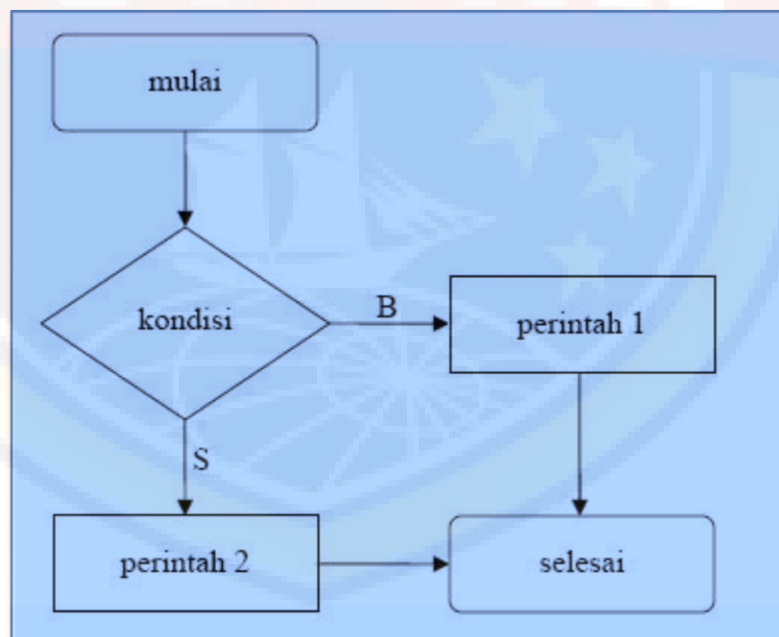 mulai
kondisi
B
perintah 1
S
perintah 2
selesai